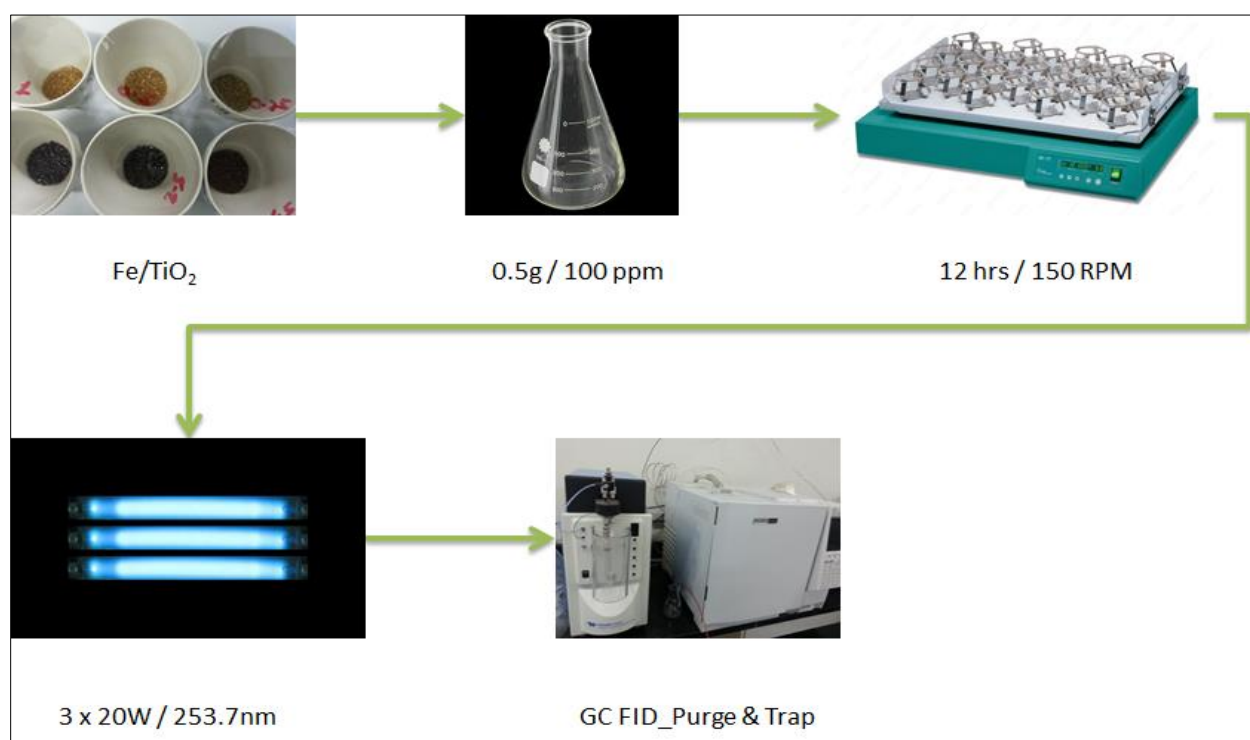 Fe/TiO₂
0.5g / 100 ppm
12 hrs / 150 RPM
3 x 20W / 253.7nm
GC FID_Purge & Trap